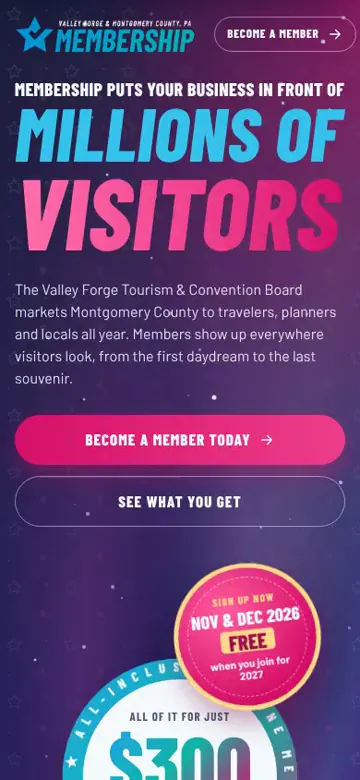 VALLEY FORGE & MONTGOMERY COUNTY, PA
MEMBERSHIP
BECOME A MEMBER →
MEMBERSHIP PUTS YOUR BUSINESS IN FRONT OF
MILLIONS OF
VISITORS
The Valley Forge Tourism & Convention Board
markets Montgomery County to travelers, planners
and locals all year. Members show up everywhere
visitors look, from the first daydream to the last
souvenir.
BECOME A MEMBER TODAY →
SEE WHAT YOU GET
SIGN UP NOW
NOV & DEC 2026
FREE
when you join for
2027
ALL-INCLUS
ALL OF IT FOR JUST
$300